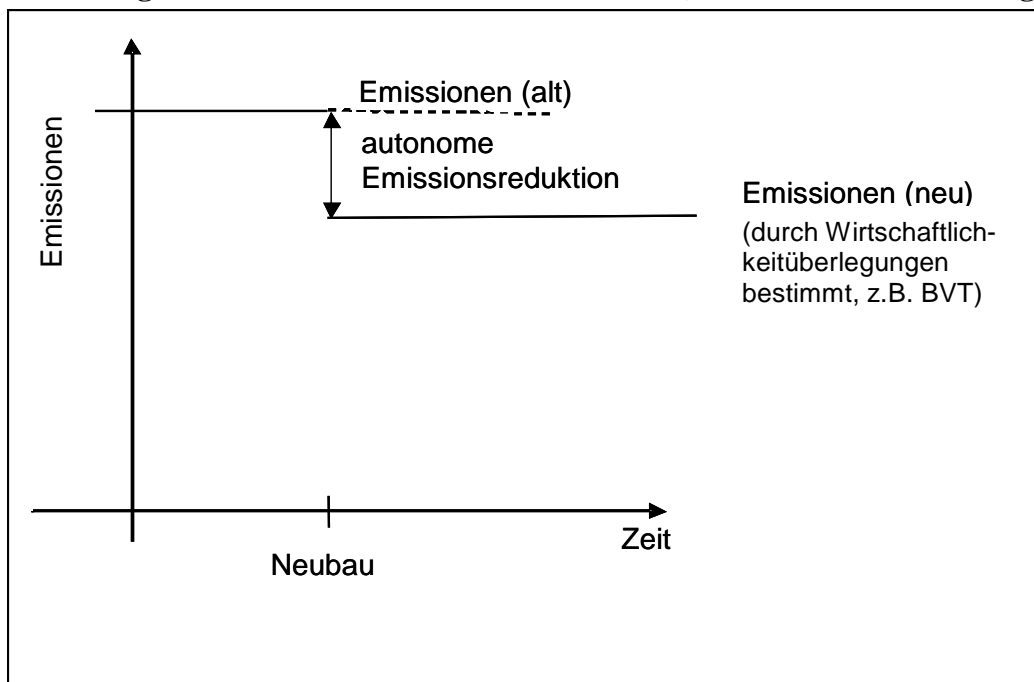 Emissionen (alt)
autonome
Emissionsreduktion
Emissionen
Emissionen (neu)
(durch Wirtschaftlich-
keitüberlegungen
bestimmt, z.B. BVT)
Zeit
Neubau